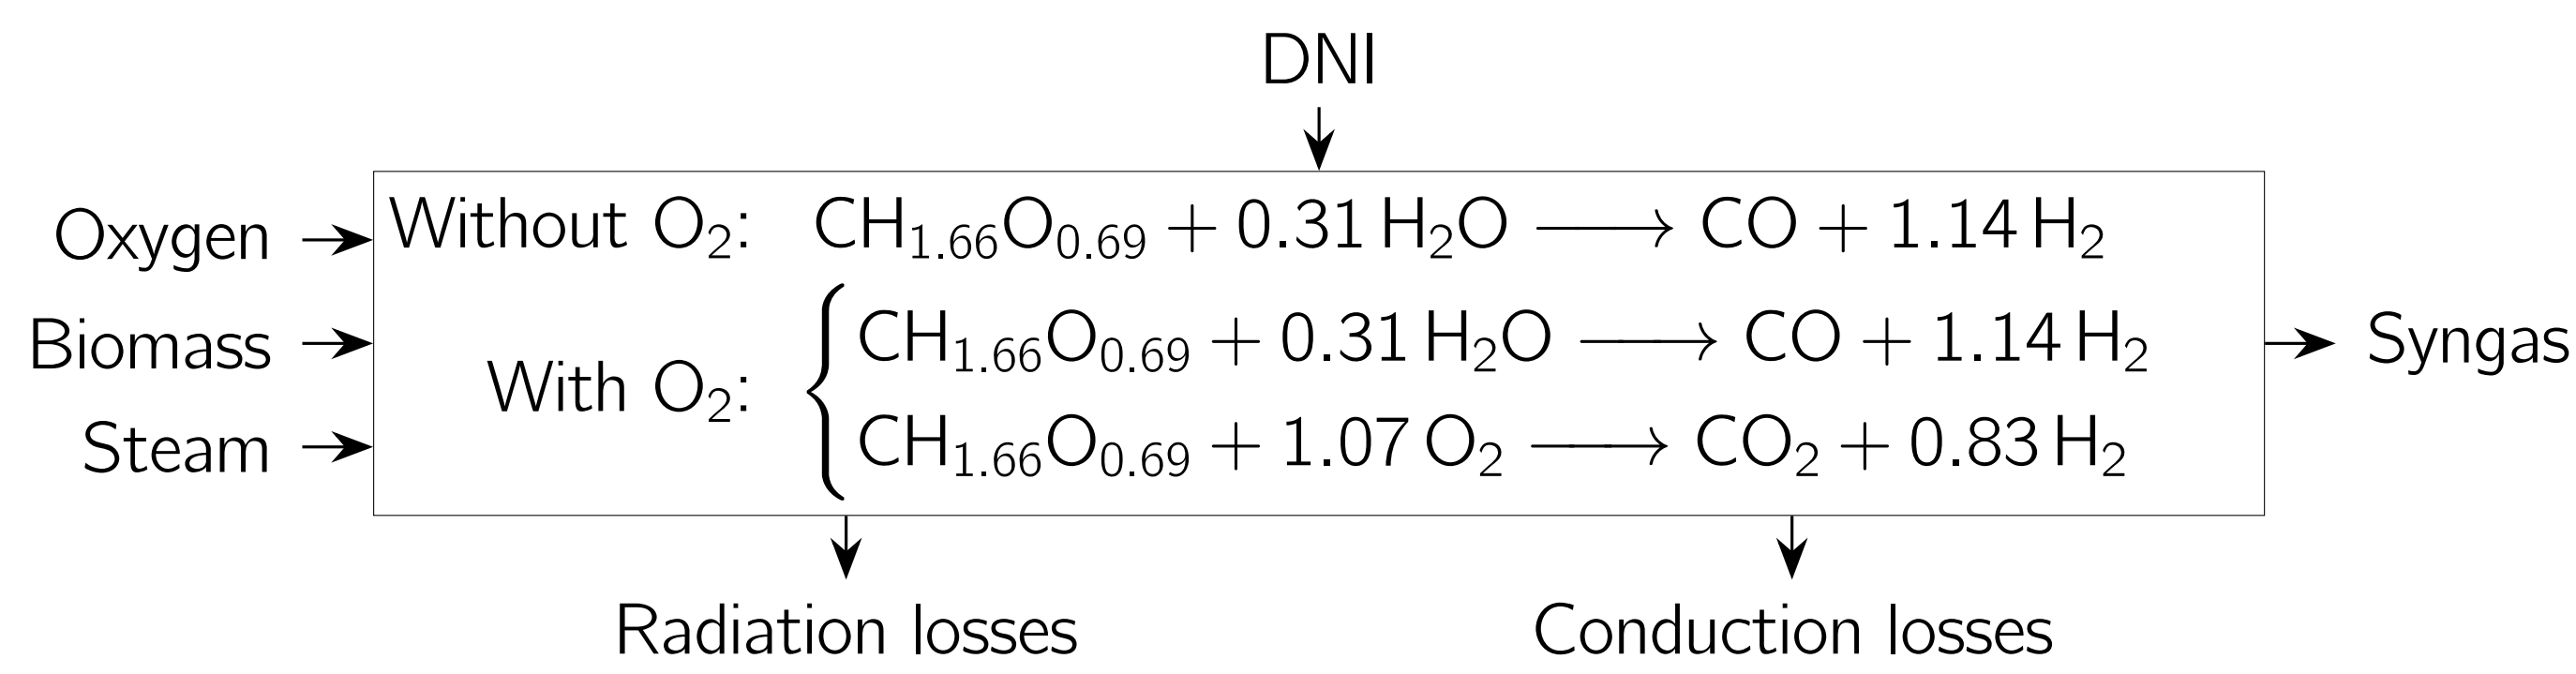 DNI
Oxygen
Biomass
Steam
Without O₂: CH₁.₆₆O₀.₆₉ + 0.31 H₂O ⟶ CO + 1.14 H₂
With O₂: { CH₁.₆₆O₀.₆₉ + 0.31 H₂O ⟶ CO + 1.14 H₂
CH₁.₆₆O₀.₆₉ + 1.07 O₂ ⟶ CO₂ + 0.83 H₂
Syngas
Radiation losses
Conduction losses